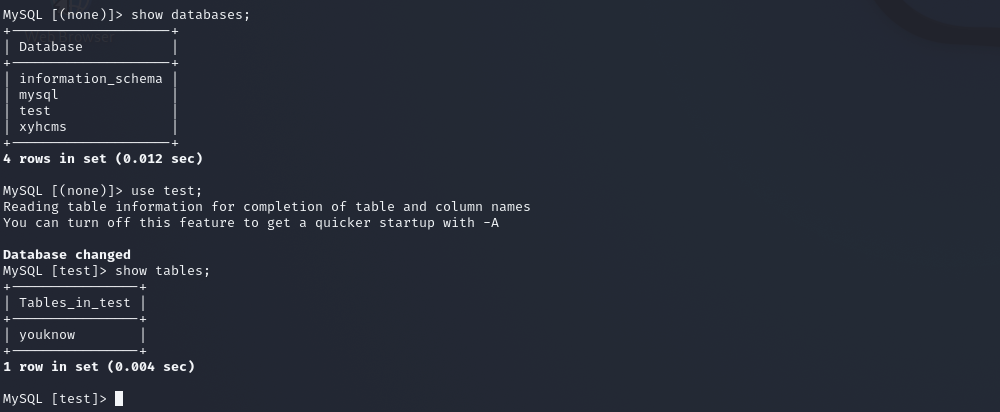 MySQL [(none)]> show databases;
+--------------------+
| Database           |
+--------------------+
| information_schema |
| mysql              |
| test               |
| xyhcms             |
+--------------------+
4 rows in set (0.012 sec)
MySQL [(none)]> use test;
Reading table information for completion of table and column names
You can turn off this feature to get a quicker startup with -A
Database changed
MySQL [test]> show tables;
+----------------+
| Tables_in_test |
+----------------+
| youknow        |
+----------------+
1 row in set (0.004 sec)
MySQL [test]>